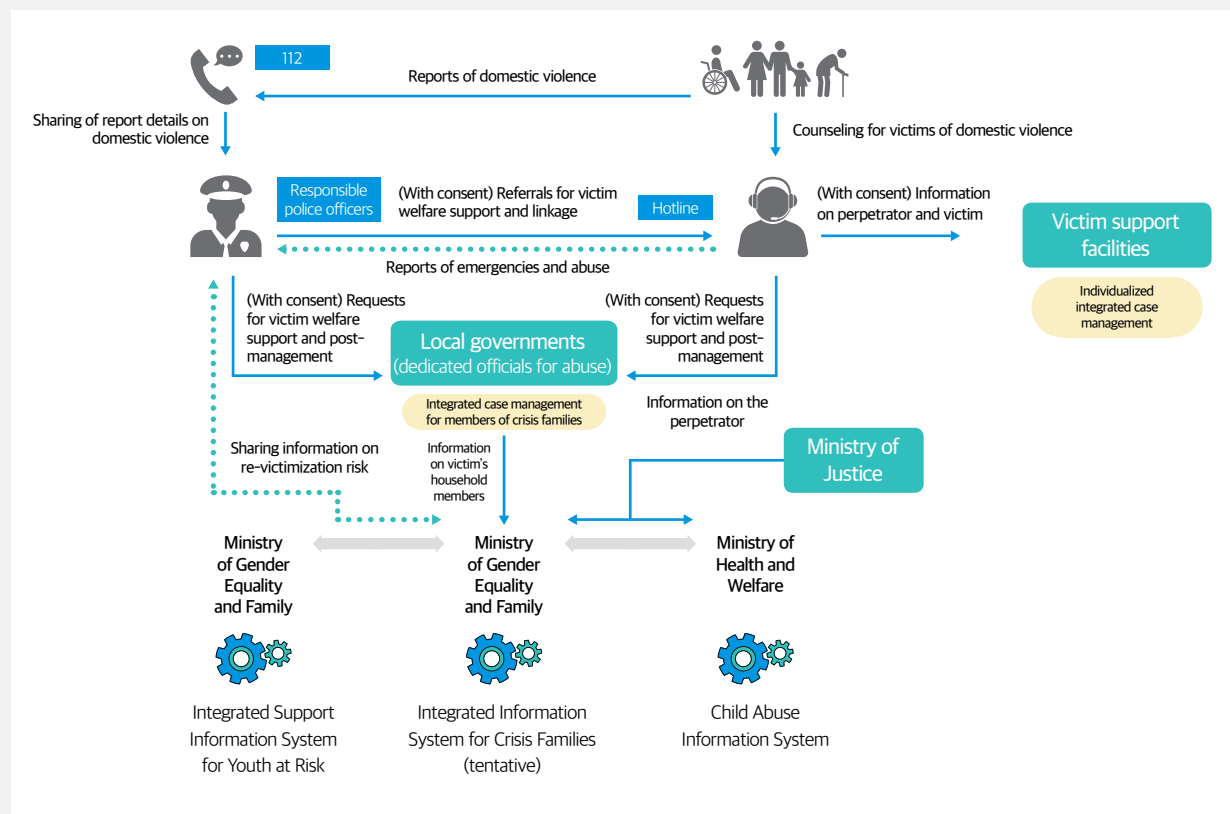 112
Reports of domestic violence
Sharing of report details on
domestic violence
Counseling for victims of domestic violence
Responsible
police officers
(With consent) Referrals for victim
welfare support and linkage
Hotline
(With consent) Information
on perpetrator and victim
Victim support
facilities
Reports of emergencies and abuse
Individualized
integrated case
management
(With consent) Requests
for victim welfare
support and post-
management
(With consent) Requests
for victim welfare
support and post-
management
Local governments
(dedicated officials for abuse)
Integrated case management
for members of crisis families
Information on the
perpetrator
Sharing information on
re-victimization risk
Information
on victim's
household
members
Ministry of
Justice
Ministry
of Gender
Equality
and Family
Ministry
of Gender
Equality
and Family
Ministry of
Health and
Welfare
Integrated Support
Information System
for Youth at Risk
Integrated Information
System for Crisis Families
(tentative)
Child Abuse
Information System